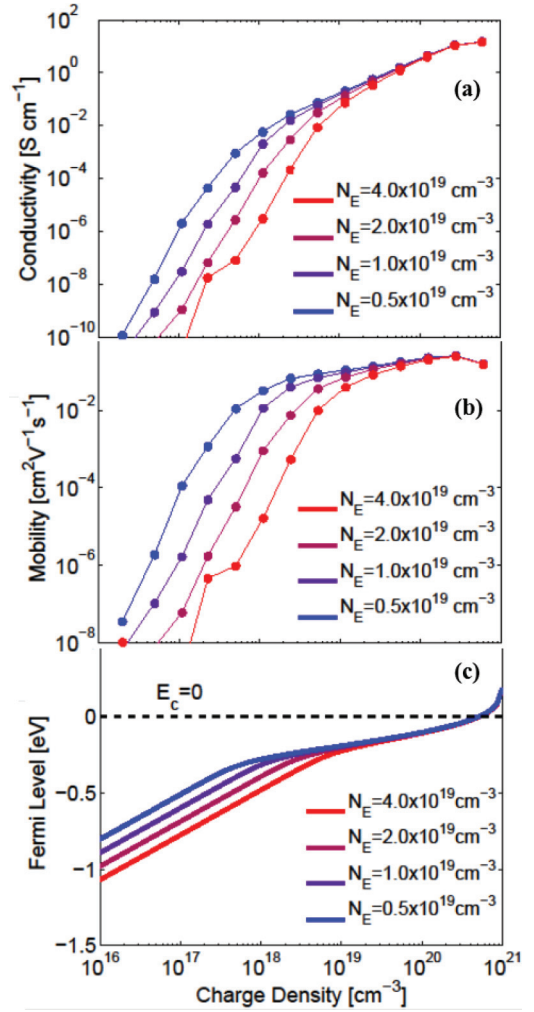 10^2
10^0
10^-2
10^-4
10^-6
10^-8
10^-10
Conductivity [S cm^-1]
(a)
N_E=4.0x10^19 cm^-3
N_E=2.0x10^19 cm^-3
N_E=1.0x10^19 cm^-3
N_E=0.5x10^19 cm^-3
10^-2
10^-4
10^-6
10^-8
Mobility [cm^2V^-1s^-1]
(b)
N_E=4.0x10^19 cm^-3
N_E=2.0x10^19 cm^-3
N_E=1.0x10^19 cm^-3
N_E=0.5x10^19 cm^-3
0
-0.5
-1
-1.5
Fermi Level [eV]
E_c=0
(c)
N_E=4.0x10^19cm^-3
N_E=2.0x10^19cm^-3
N_E=1.0x10^19cm^-3
N_E=0.5x10^19cm^-3
10^16 10^17 10^18 10^19 10^20 10^21
Charge Density [cm^-3]